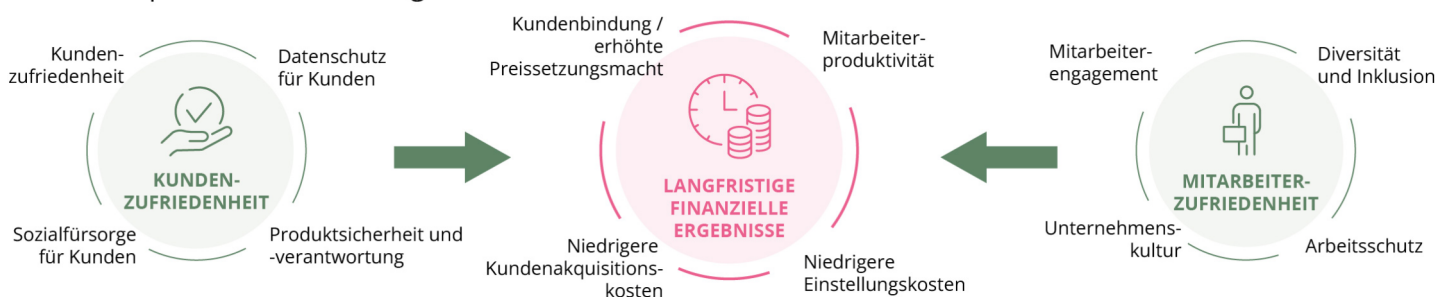 Kunden-
zufriedenheit
Datenschutz
für Kunden
KUNDEN-
ZUFRIEDENHEIT
Sozialfürsorge
für Kunden
Produktsicherheit und
-verantwortung
Kundenbindung /
erhöhte
Preissetzungsmacht
Mitarbeiter-
produktivität
LANGFRISTIGE
FINANZIELLE
ERGEBNISSE
Niedrigere
Kundenakquisitions-
kosten
Niedrigere
Einstellungskosten
Mitarbeiter-
engagement
Diversität
und Inklusion
MITARBEITER-
ZUFRIEDENHEIT
Unternehmens-
kultur
Arbeitsschutz